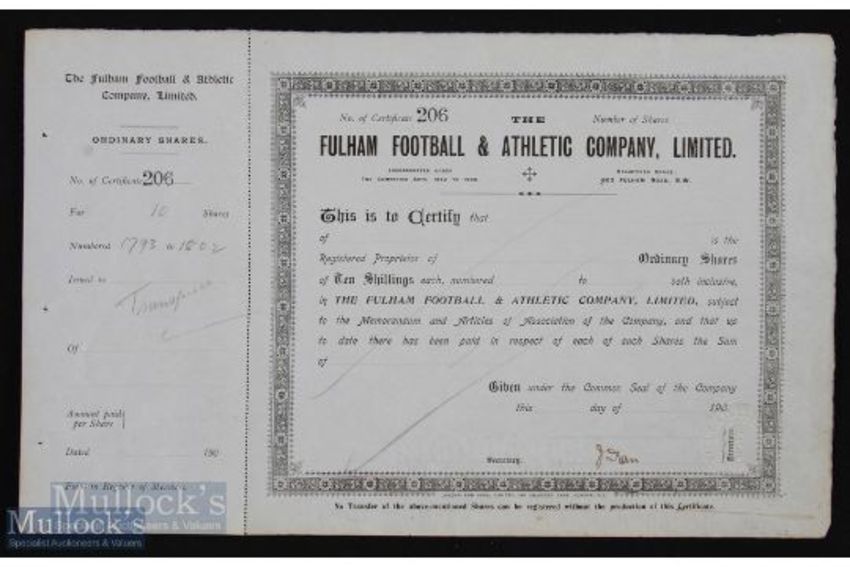 The Fulham Football & Athletic
Company, Limited.
ORDINARY SHARES.
No. of Certificate 206
For 10 Shares
Numbered 1793 to 1802
Issued to
Of
Amount paid
per Share
Dated 190
No. of Certificate 206 THE Number of Shares
FULHAM FOOTBALL & ATHLETIC COMPANY, LIMITED.
This is to Certify that
of is the
Registered Proprietor of Ordinary Shares
of Ten Shillings each, numbered to both inclusive,
in THE FULHAM FOOTBALL & ATHLETIC COMPANY, LIMITED, subject
to the Memorandum and Articles of Association of the Company, and that up
to date there has been paid in respect of each of such Shares the Sum
of
Given under the Common Seal of the Company
this day of 190
Secretary.
No Transfer of the above-mentioned Shares can be registered without the production of this Certificate.
Mullock's
Specialist Auctioneers & Valuers
Mullock's
Specialist Auctioneers & Valuers